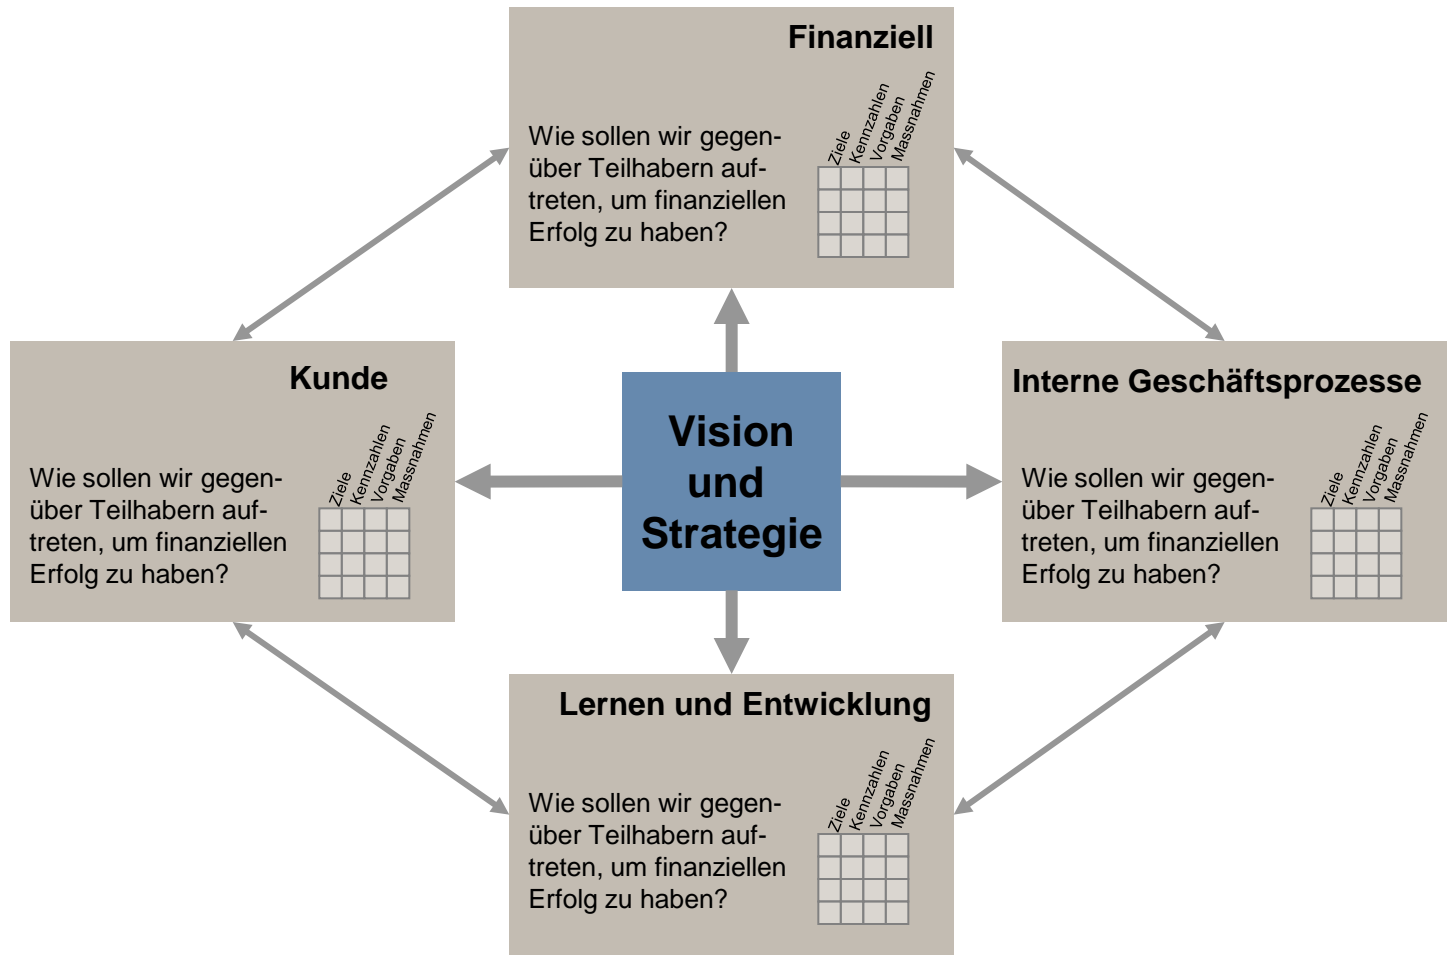 Finanziell
Ziele
Kennzahlen
Vorgaben
Massnahmen
Wie sollen wir gegen-
über Teilhabern auf-
treten, um finanziellen
Erfolg zu haben?
Kunde
Ziele
Kennzahlen
Vorgaben
Massnahmen
Wie sollen wir gegen-
über Teilhabern auf-
treten, um finanziellen
Erfolg zu haben?
Vision
und
Strategie
Interne Geschäftsprozesse
Ziele
Kennzahlen
Vorgaben
Massnahmen
Wie sollen wir gegen-
über Teilhabern auf-
treten, um finanziellen
Erfolg zu haben?
Lernen und Entwicklung
Ziele
Kennzahlen
Vorgaben
Massnahmen
Wie sollen wir gegen-
über Teilhabern auf-
treten, um finanziellen
Erfolg zu haben?